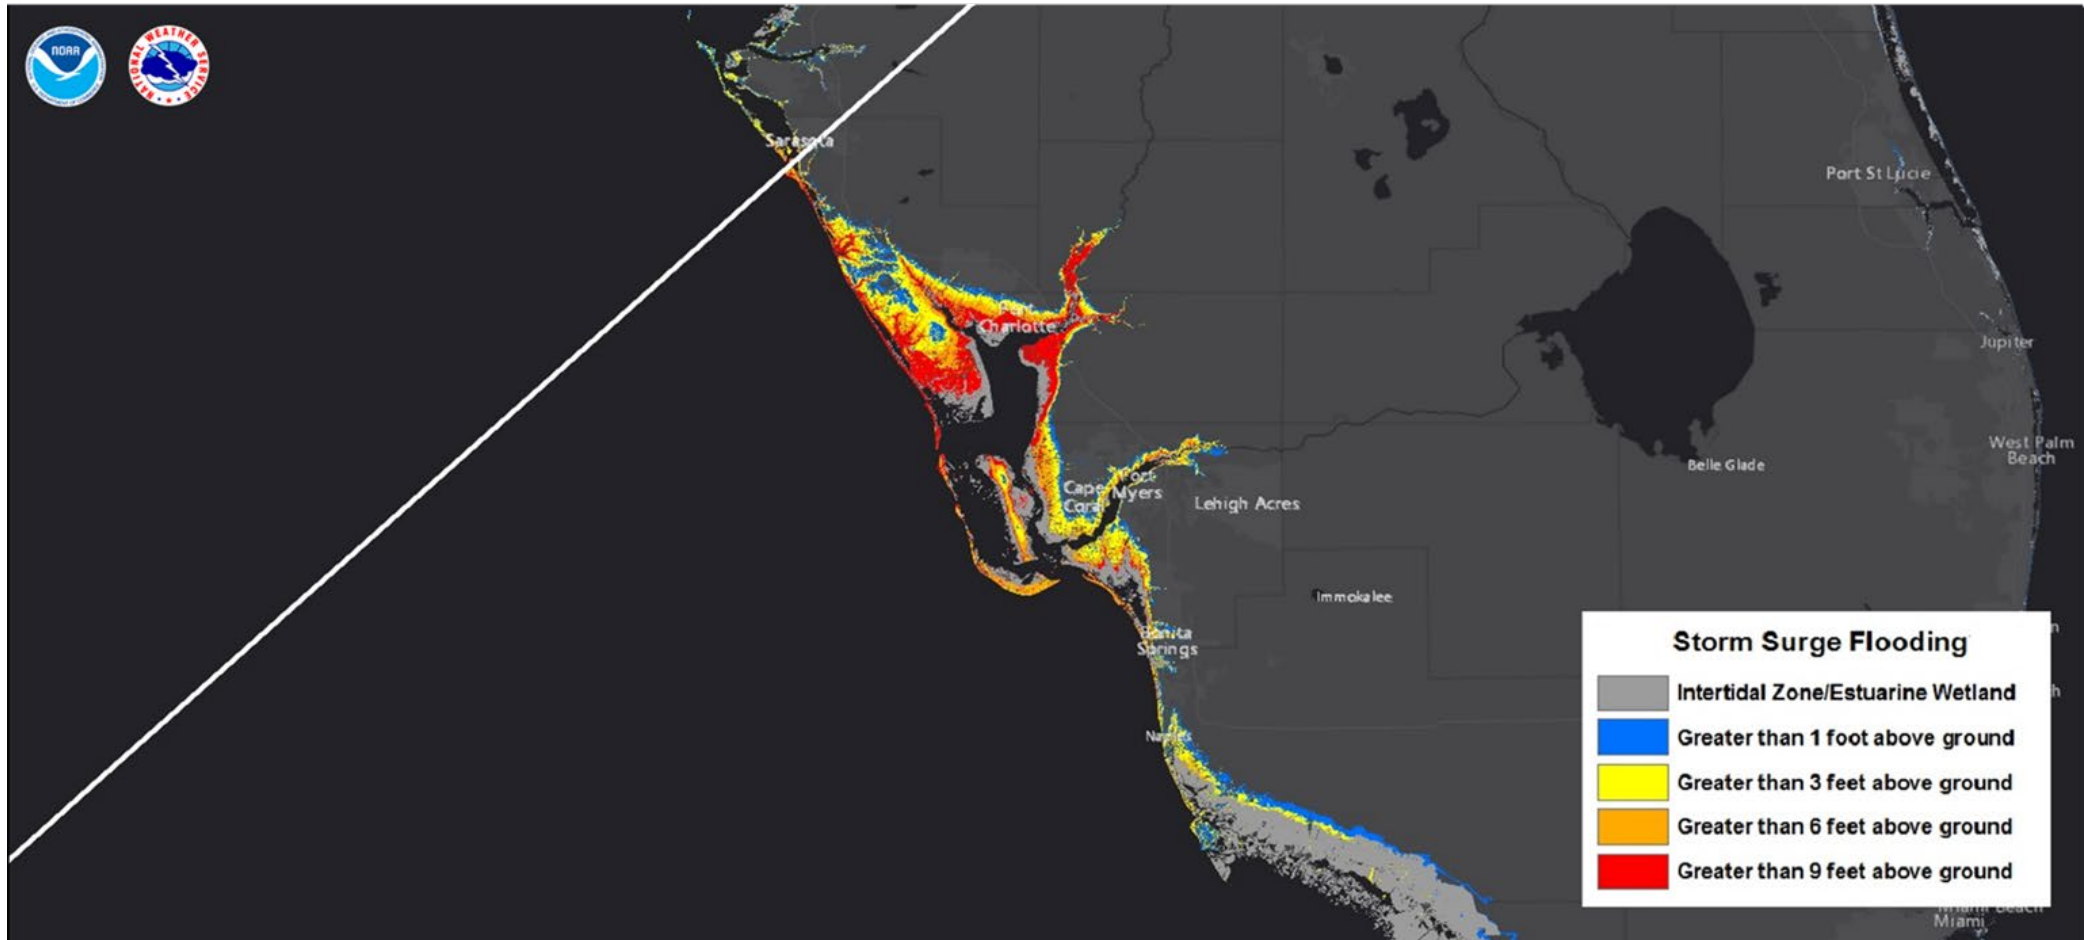 NOAA
NATIONAL WEATHER SERVICE
Sarasota
Port St Lucie
Port
Charlotte
Jupiter
West Palm
Beach
Belle Glade
Cape
Coral
Fort
Myers
Lehigh Acres
Immokalee
Bonita
Springs
Naples
Storm Surge Flooding
Intertidal Zone/Estuarine Wetland
Greater than 1 foot above ground
Greater than 3 feet above ground
Greater than 6 feet above ground
Greater than 9 feet above ground
n
h
Miami Beach
Miami